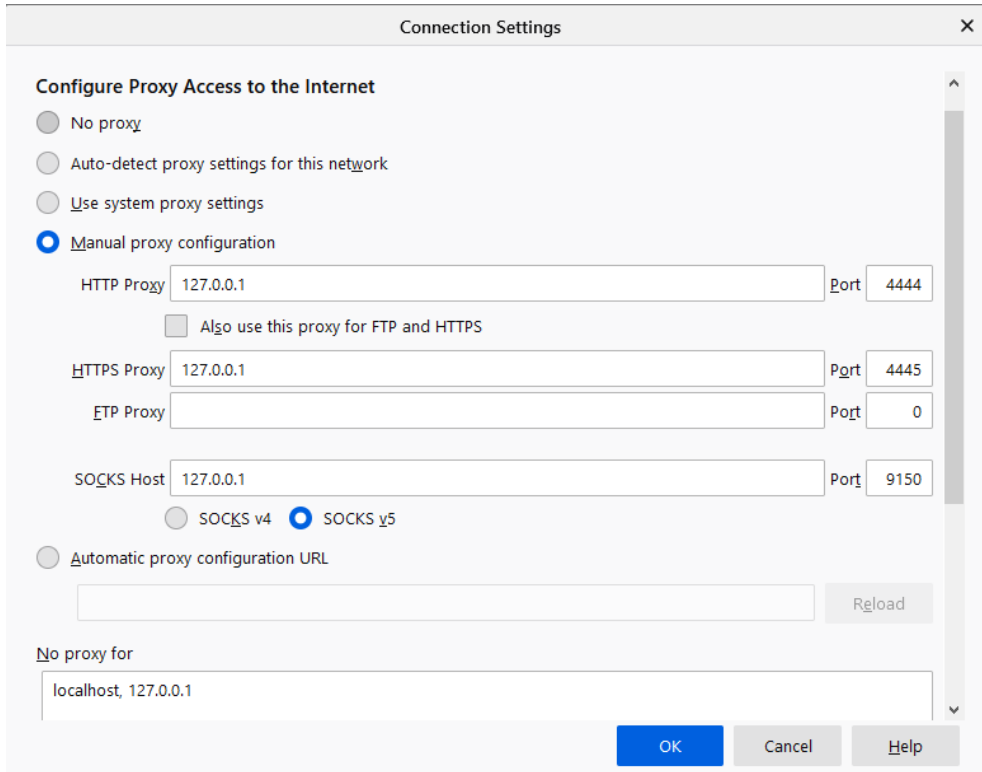 Connection Settings
Configure Proxy Access to the Internet
No proxy
Auto-detect proxy settings for this network
Use system proxy settings
Manual proxy configuration
HTTP Proxy 127.0.0.1 Port 4444
Also use this proxy for FTP and HTTPS
HTTPS Proxy 127.0.0.1 Port 4445
FTP Proxy Port 0
SOCKS Host 127.0.0.1 Port 9150
SOCKS v4 SOCKS v5
Automatic proxy configuration URL
Reload
No proxy for
localhost, 127.0.0.1
OK Cancel Help